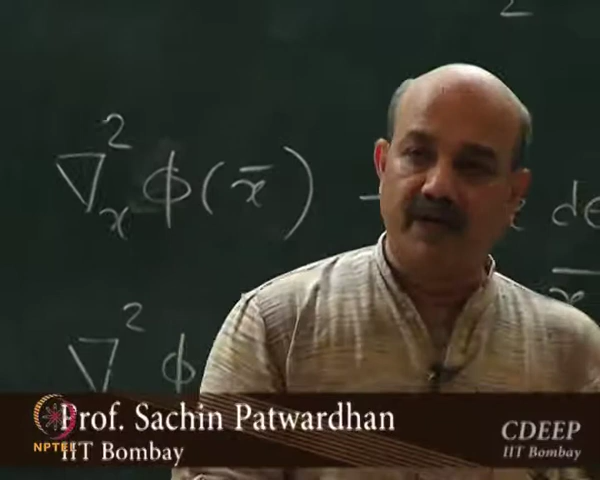 2
∇²ₓ φ(x̄) – de
x̄
∇² φ
Prof. Sachin Patwardhan
IIT Bombay
NPTEL
CDEEP
IIT Bombay